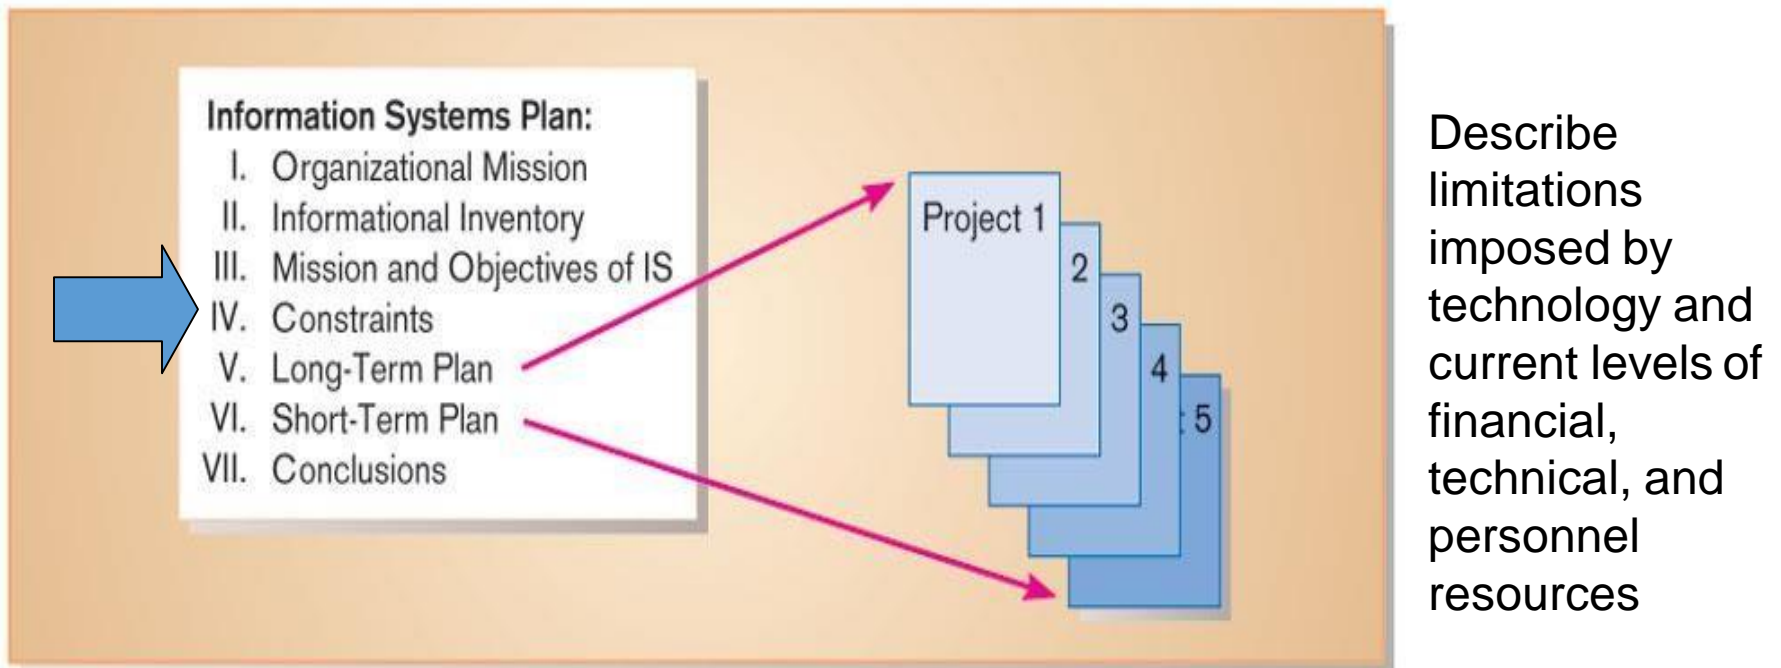 Information Systems Plan:
I. Organizational Mission
II. Informational Inventory
III. Mission and Objectives of IS
IV. Constraints
V. Long-Term Plan
VI. Short-Term Plan
VII. Conclusions
Project 1
2
3
4
5
Describe
limitations
imposed by
technology and
current levels of
financial,
technical, and
personnel
resources